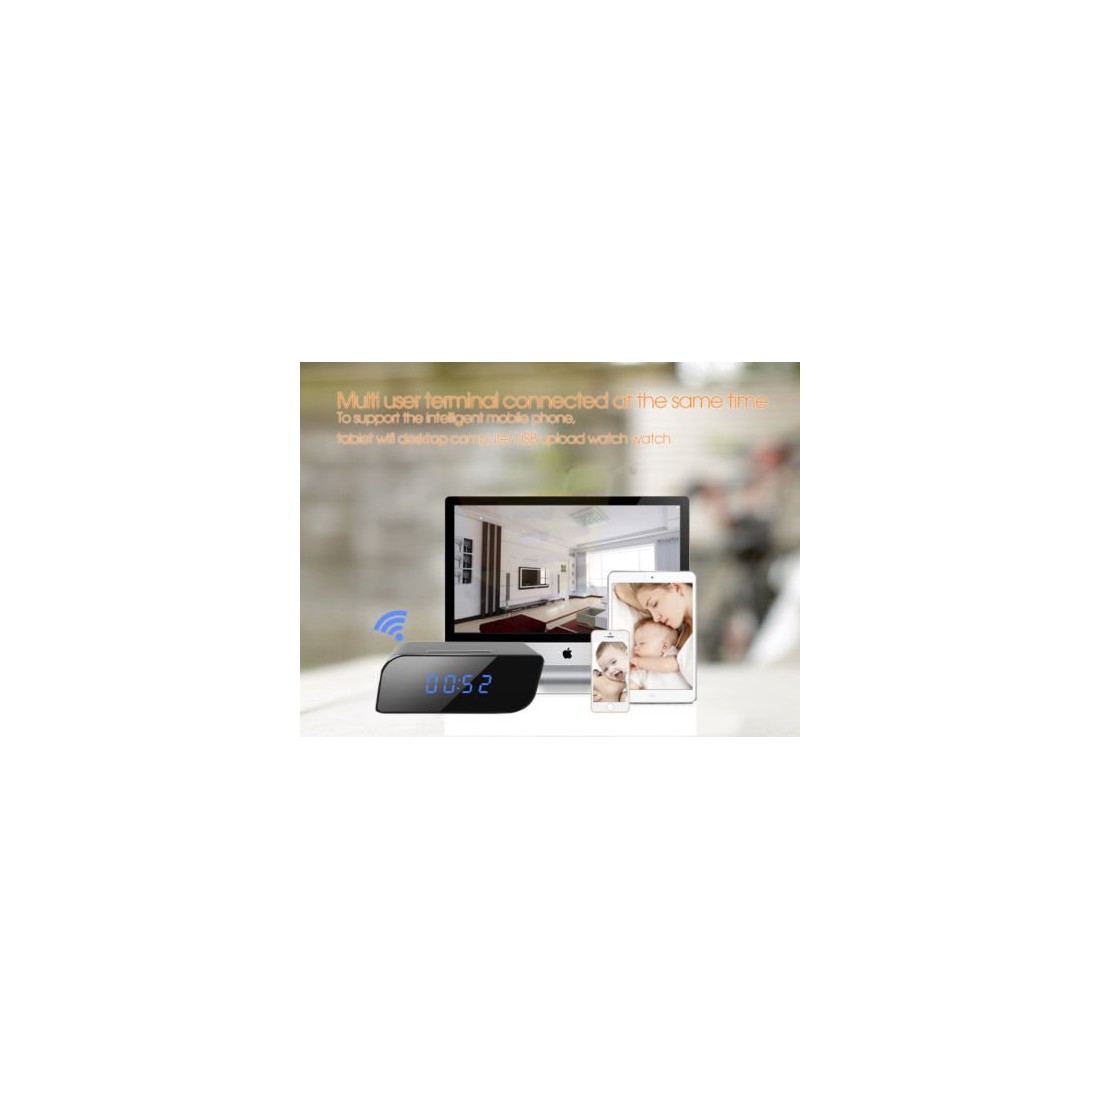 Multi user terminal connected at the same time
To support the intelligent mobile phone,
tablet wifi desktop computer USB upload watch watch
00:52